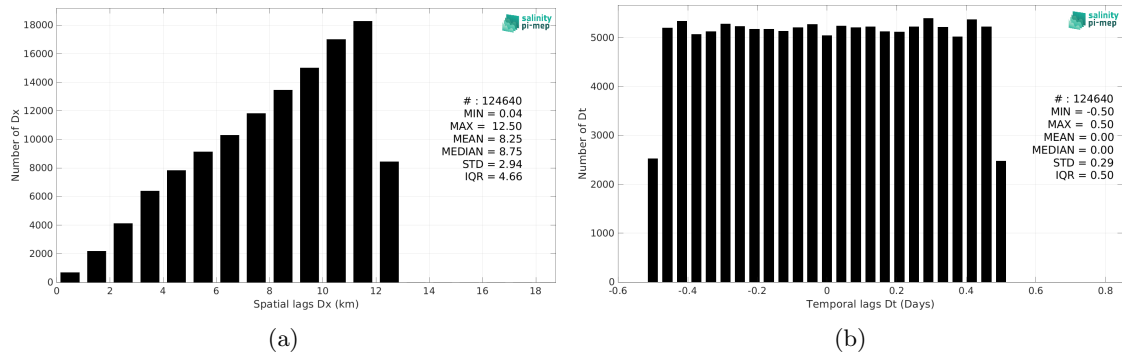 18000
16000
14000
12000
10000
8000
6000
4000
2000
0
Number of Dx
0 2 4 6 8 10 12 14 16 18
Spatial lags Dx (km)
salinity
pi-mep
# : 124640
MIN = 0.04
MAX = 12.50
MEAN = 8.25
MEDIAN = 8.75
STD = 2.94
IQR = 4.66
(a)
5000
4000
3000
2000
1000
0
Number of Dt
-0.6 -0.4 -0.2 0 0.2 0.4 0.6 0.8
Temporal lags Dt (Days)
salinity
pi-mep
# : 124640
MIN = -0.50
MAX = 0.50
MEAN = 0.00
MEDIAN = 0.00
STD = 0.29
IQR = 0.50
(b)